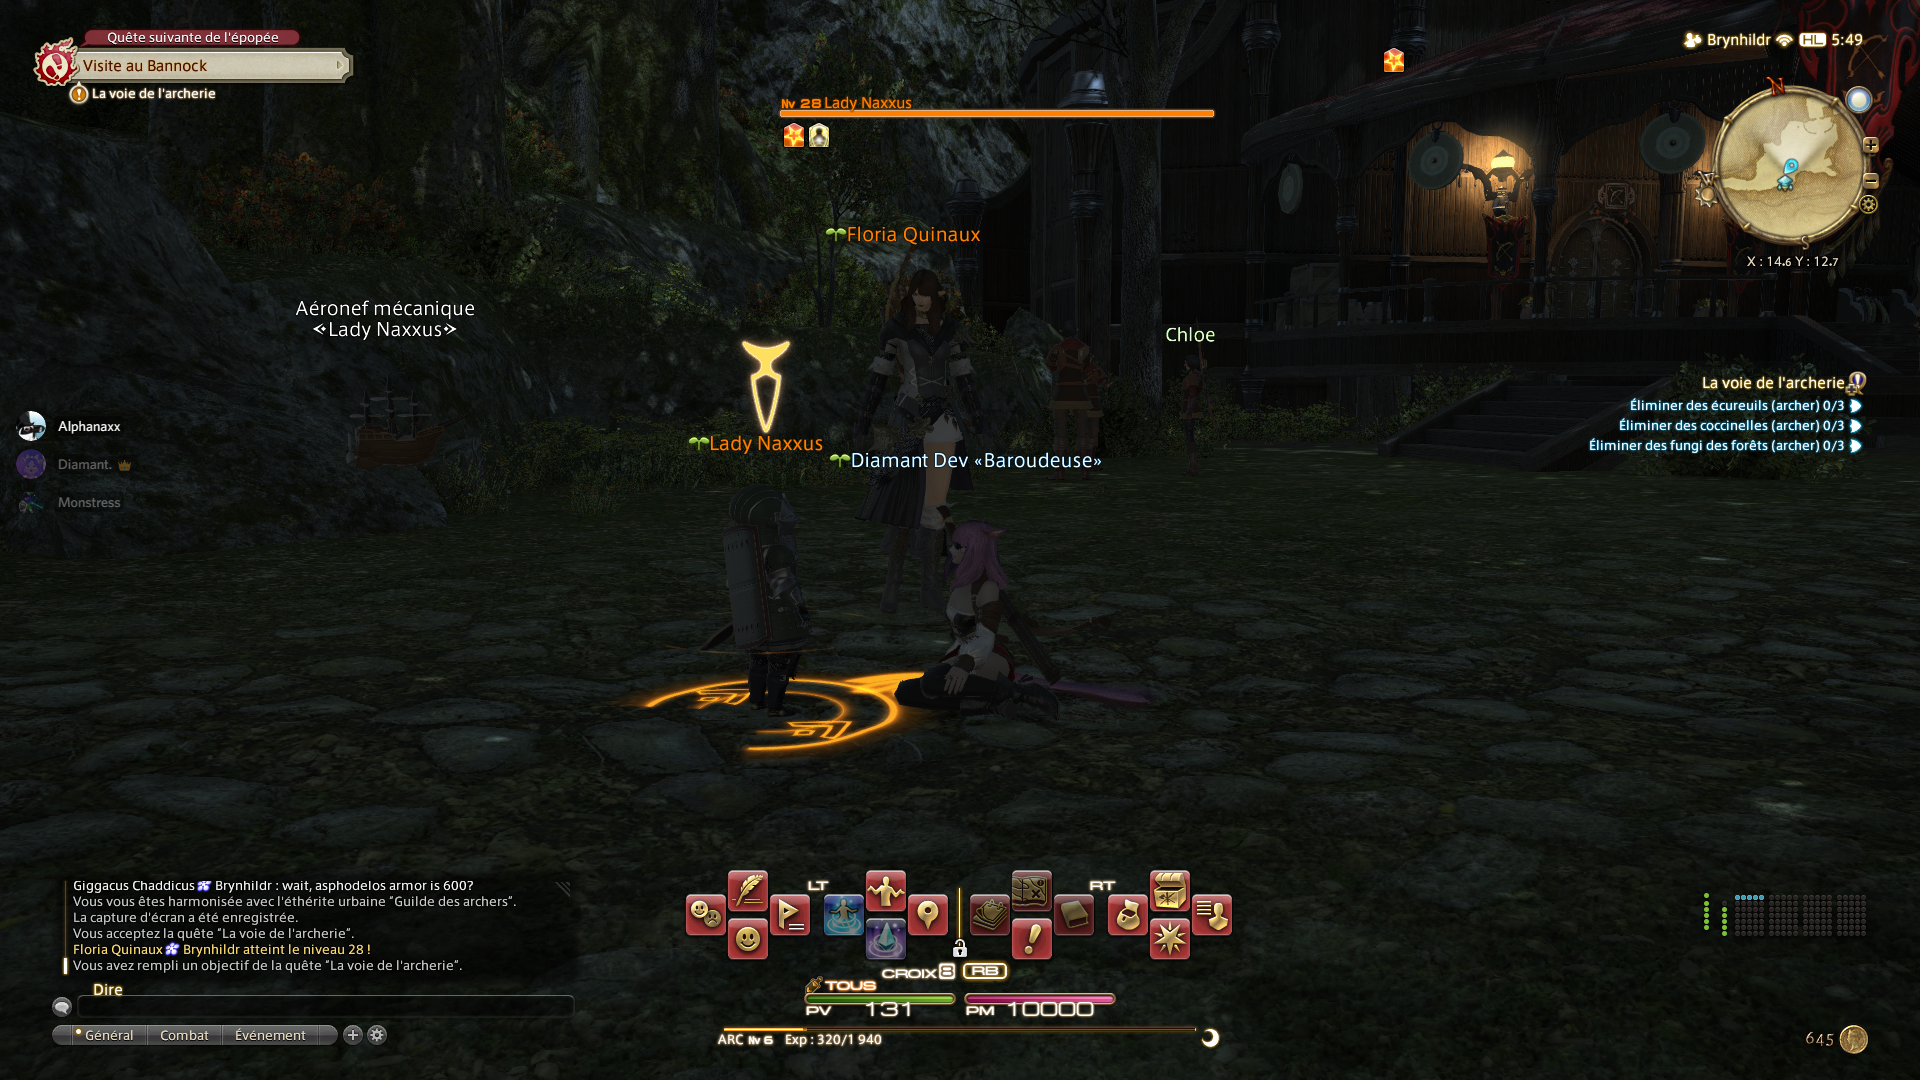 Quête suivante de l'épopée
Visite au Bannock
La voie de l'archerie
Brynhildr HL 5:49
Nv 28 Lady Naxxus
N
W
S
X : 14.6 Y : 12.7
Floria Quinaux
Aéronef mécanique
Lady Naxxus
Chloe
Lady Naxxus
Diamant Dev «Baroudeuse»
Alphanaxx
Diamant.
Monstress
La voie de l'archerie
Éliminer des écureuils (archer) 0/3
Éliminer des coccinelles (archer) 0/3
Éliminer des fungi des forêts (archer) 0/3
Giggacus Chaddicus Brynhildr : wait, asphodelos armor is 600?
Vous vous êtes harmonisée avec l'éthérite urbaine "Guilde des archers".
La capture d'écran a été enregistrée.
Vous acceptez la quête "La voie de l'archerie".
Floria Quinaux Brynhildr atteint le niveau 28 !
Vous avez rempli un objectif de la quête "La voie de l'archerie".
Dire
Général Combat Événement
LT RT
CROIX 8 RB
TOUS
PV 131 PM 10000
ARC Nv 6 Exp : 320/1 940
645